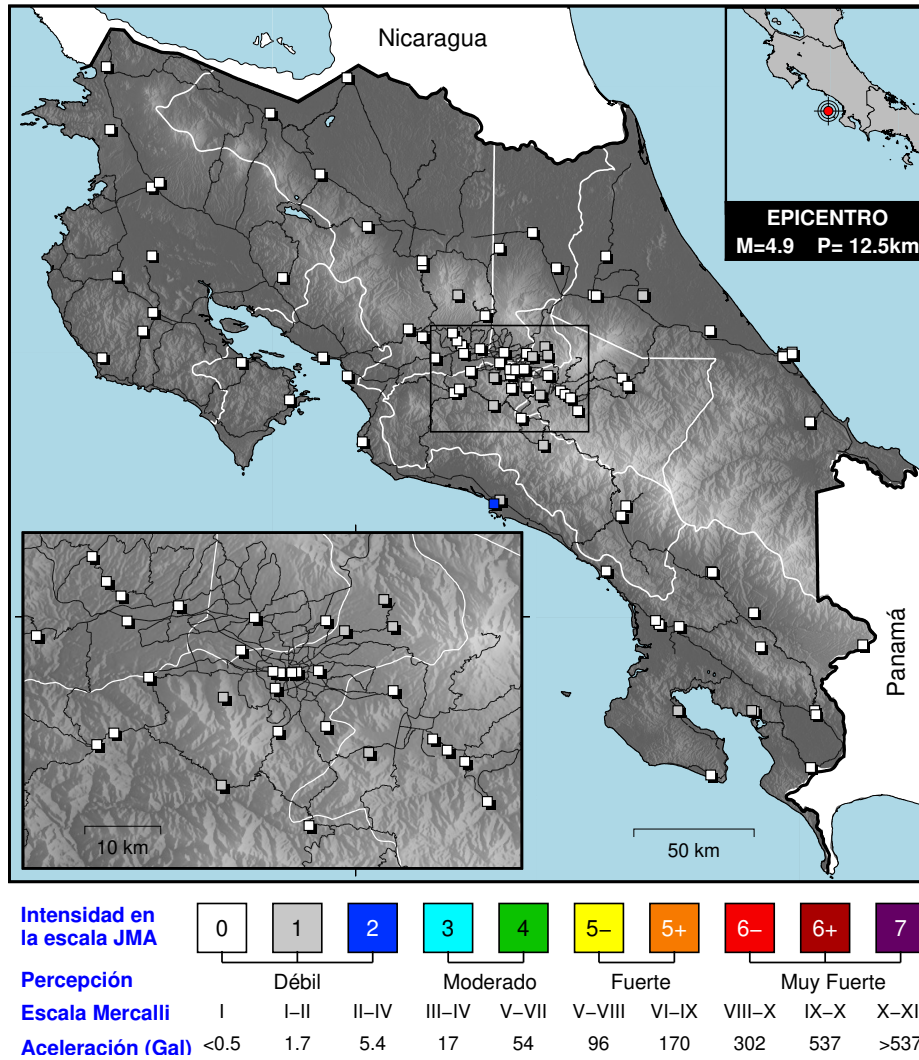 Nicaragua
EPICENTRO
M=4.9 P= 12.5km
Panamá
10 km
50 km
Intensidad en
la escala JMA
0 1 2 3 4 5− 5+ 6− 6+ 7
Percepción Débil Moderado Fuerte Muy Fuerte
Escala Mercalli I I−II II−IV III−IV V−VII V−VIII VI−IX VIII−X IX−X X−XI
Aceleración (Gal) <0.5 1.7 5.4 17 54 96 170 302 537 >537